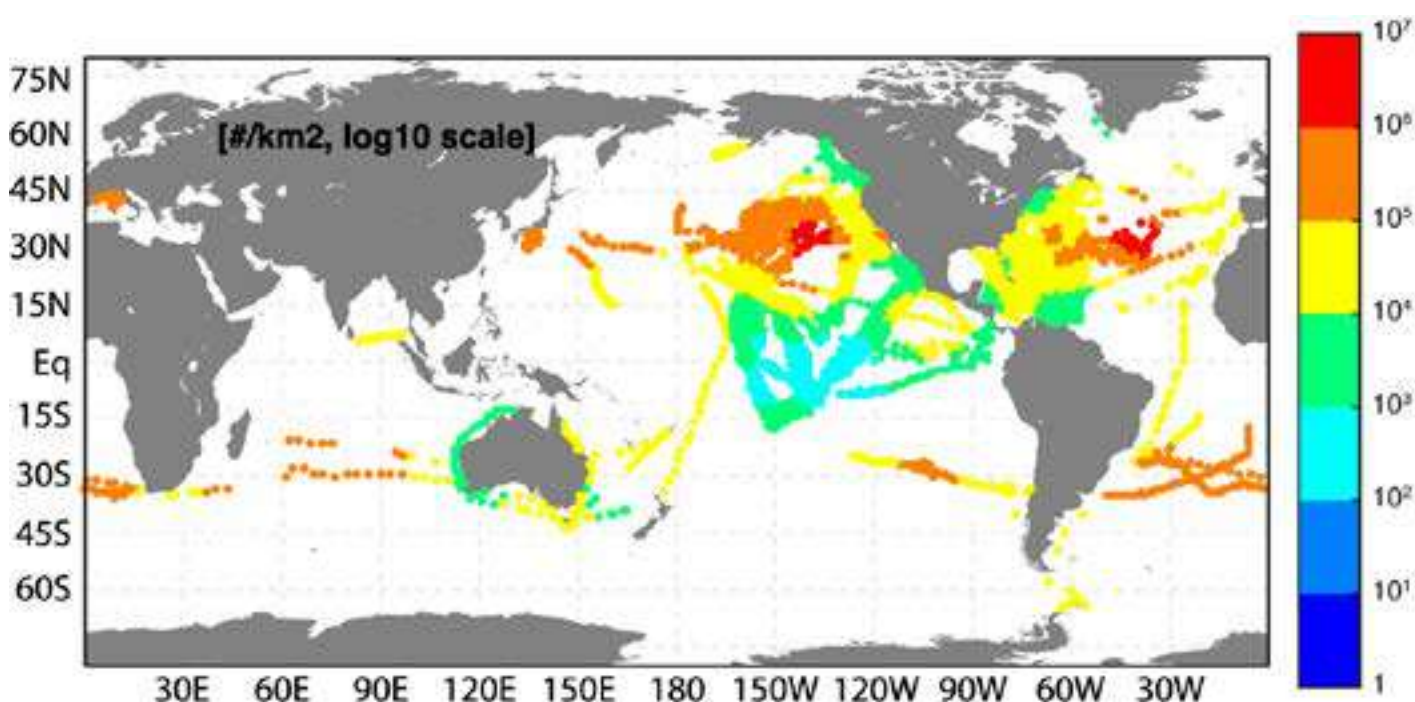 75N
60N
45N
30N
15N
Eq
15S
30S
45S
60S
[#/km2, log10 scale]
30E 60E 90E 120E 150E 180 150W 120W 90W 60W 30W
10⁷
10⁶
10⁵
10⁴
10³
10²
10¹
1